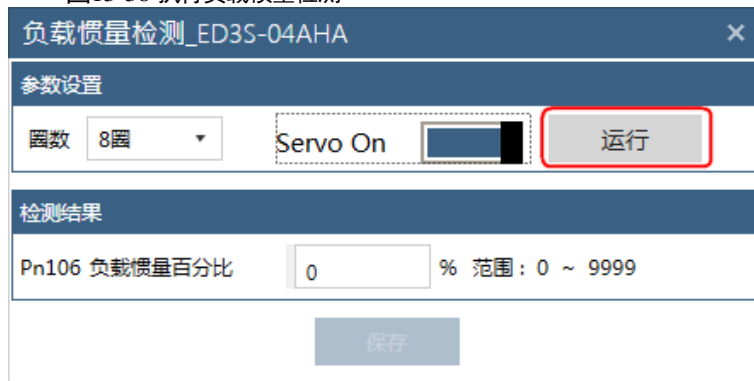 负载惯量检测_ED3S-04AHA
参数设置
圈数 8圈 Servo On 运行
检测结果
Pn106 负载惯量百分比 0 % 范围：0 ~ 9999
保存